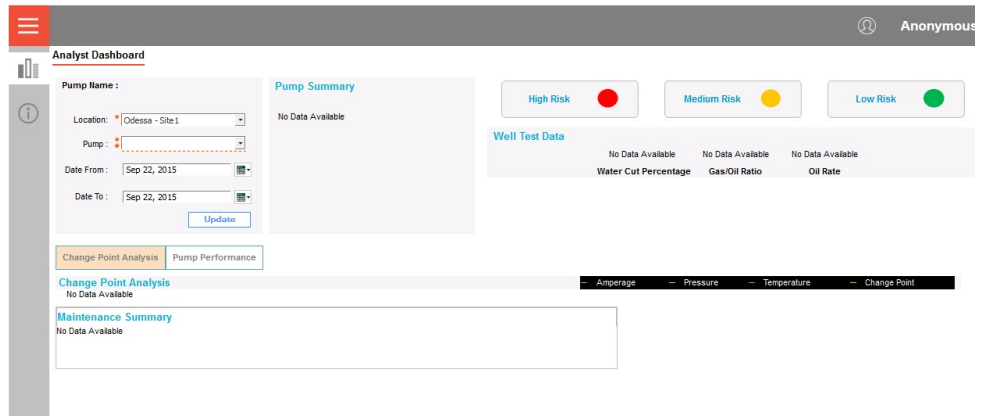 Anonymous
Analyst Dashboard
Pump Name :
Location: * Odessa - Site1
Pump :
Date From : Sep 22, 2015
Date To : Sep 22, 2015
Update
Pump Summary
No Data Available
High Risk
Medium Risk
Low Risk
Well Test Data
No Data Available No Data Available No Data Available
Water Cut Percentage Gas/Oil Ratio Oil Rate
Change Point Analysis Pump Performance
Change Point Analysis
No Data Available
Amperage Pressure Temperature Change Point
Maintenance Summary
No Data Available